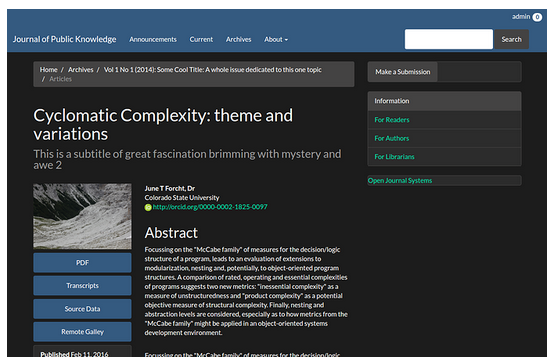 admin 0
Journal of Public Knowledge Announcements Current Archives About Search
Home / Archives / Vol 1 No 1 (2014): Some Cool Title: A whole issue dedicated to this one topic
/ Articles
Make a Submission
Information
For Readers
For Authors
For Librarians
Open Journal Systems
Cyclomatic Complexity: theme and
variations
This is a subtitle of great fascination brimming with mystery and
awe 2
June T Forcht, Dr
Colorado State University
iD http://orcid.org/0000-0002-1825-0097
PDF
Transcripts
Source Data
Remote Galley
Published Feb 11, 2016
Abstract
Focussing on the "McCabe family" of measures for the decision/logic
structure of a program, leads to an evaluation of extensions to
modularization, nesting and, potentially, to object-oriented program
structures. A comparison of rated, operating and essential complexities
of programs suggests two new metrics: "inessential complexity" as a
measure of unstructuredness and "product complexity" as a potential
objective measure of structural complexity. Finally, nesting and
abstraction levels are considered, especially as to how metrics from the
"McCabe family" might be applied in an object-oriented systems
development environment.
Focussing on the "McCabe family" of measures for the decision/logic